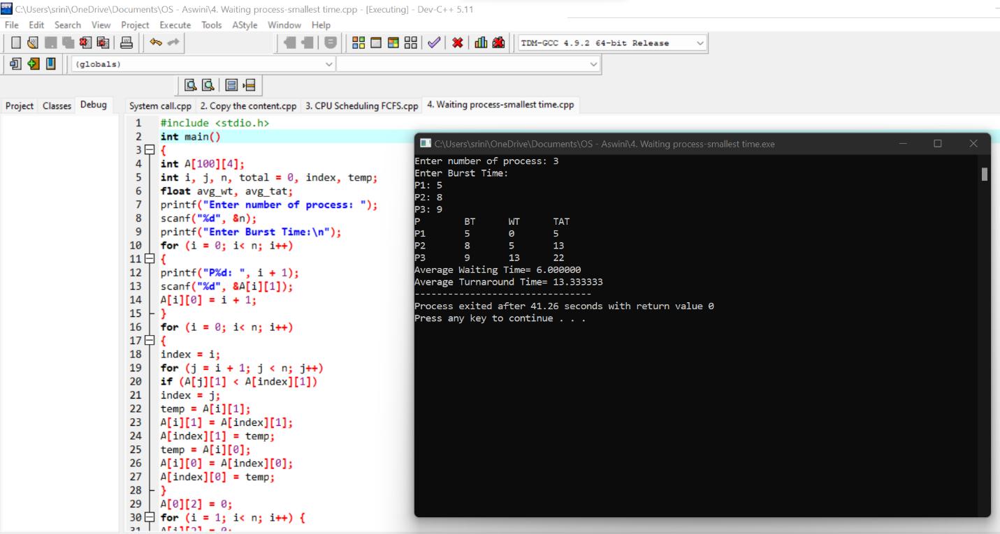 C:\Users\srini\OneDrive\Documents\OS - Aswini\4. Waiting process-smallest time.cpp - [Executing] - Dev-C++ 5.11
File Edit Search View Project Execute Tools AStyle Window Help
TDM-GCC 4.9.2 64-bit Release
(globals)
Project Classes Debug
System call.cpp 2. Copy the content.cpp 3. CPU Scheduling FCFS.cpp 4. Waiting process-smallest time.cpp
1 #include <stdio.h>
2 int main()
3 {
4 int A[100][4];
5 int i, j, n, total = 0, index, temp;
6 float avg_wt, avg_tat;
7 printf("Enter number of process: ");
8 scanf("%d", &n);
9 printf("Enter Burst Time:\n");
10 for (i = 0; i< n; i++)
11 {
12 printf("P%d: ", i + 1);
13 scanf("%d", &A[i][1]);
14 A[i][0] = i + 1;
15 }
16 for (i = 0; i< n; i++)
17 {
18 index = i;
19 for (j = i + 1; j < n; j++)
20 if (A[j][1] < A[index][1])
21 index = j;
22 temp = A[i][1];
23 A[i][1] = A[index][1];
24 A[index][1] = temp;
25 temp = A[i][0];
26 A[i][0] = A[index][0];
27 A[index][0] = temp;
28 }
29 A[0][2] = 0;
30 for (i = 1; i< n; i++) {
31 A[i][2] = 0;
C:\Users\srini\OneDrive\Documents\OS - Aswini\4. Waiting process-smallest time.exe
Enter number of process: 3
Enter Burst Time:
P1: 5
P2: 8
P3: 9
P BT WT TAT
P1 5 0 5
P2 8 5 13
P3 9 13 22
Average Waiting Time= 6.000000
Average Turnaround Time= 13.333333
--------------------------------
Process exited after 41.26 seconds with return value 0
Press any key to continue . . .